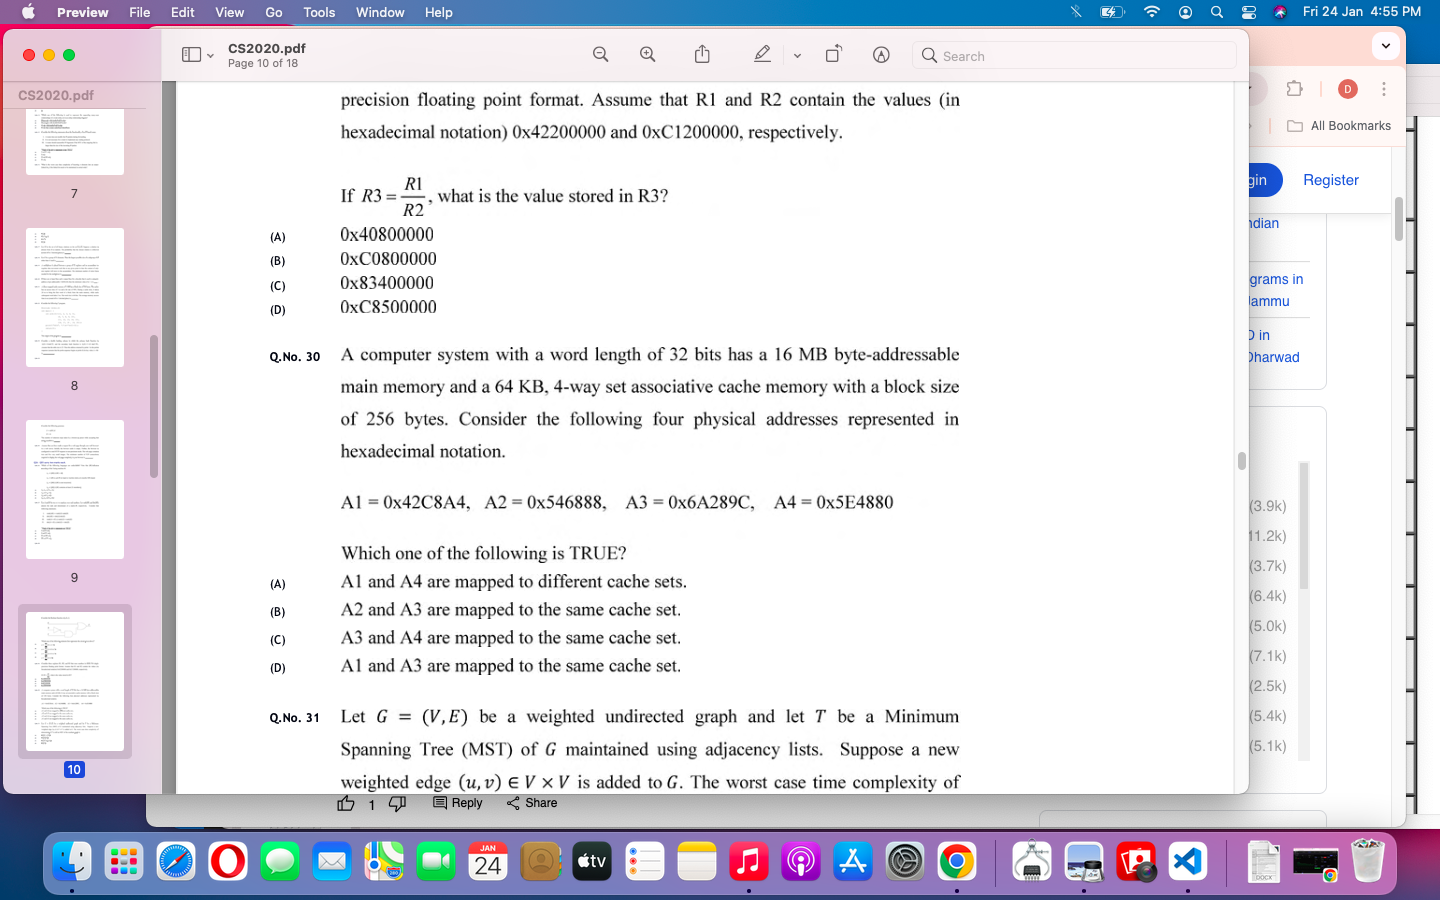 Preview File Edit View Go Tools Window Help
Fri 24 Jan 4:55 PM
CS2020.pdf
Page 10 of 18
Search
CS2020.pdf
7
8
9
10
precision floating point format. Assume that R1 and R2 contain the values (in
hexadecimal notation) 0x42200000 and 0xC1200000, respectively.
If R3 = R1/R2, what is the value stored in R3?
(A) 0x40800000
(B) 0xC0800000
(C) 0x83400000
(D) 0xC8500000
Q.No. 30 A computer system with a word length of 32 bits has a 16 MB byte-addressable
main memory and a 64 KB, 4-way set associative cache memory with a block size
of 256 bytes. Consider the following four physical addresses represented in
hexadecimal notation.
A1 = 0x42C8A4, A2 = 0x546888, A3 = 0x6A289C, A4 = 0x5E4880
Which one of the following is TRUE?
(A) A1 and A4 are mapped to different cache sets.
(B) A2 and A3 are mapped to the same cache set.
(C) A3 and A4 are mapped to the same cache set.
(D) A1 and A3 are mapped to the same cache set.
Q.No. 31 Let G = (V, E) be a weighted undirected graph and let T be a Minimum
Spanning Tree (MST) of G maintained using adjacency lists. Suppose a new
weighted edge (u, v) ∈ V × V is added to G. The worst case time complexity of
1 Reply Share
D
All Bookmarks
gin Register
ndian
grams in
Jammu
D in
Dharwad
(3.9k)
11.2k)
(3.7k)
(6.4k)
(5.0k)
(7.1k)
(2.5k)
(5.4k)
(5.1k)
JAN
24
tv
DOCX